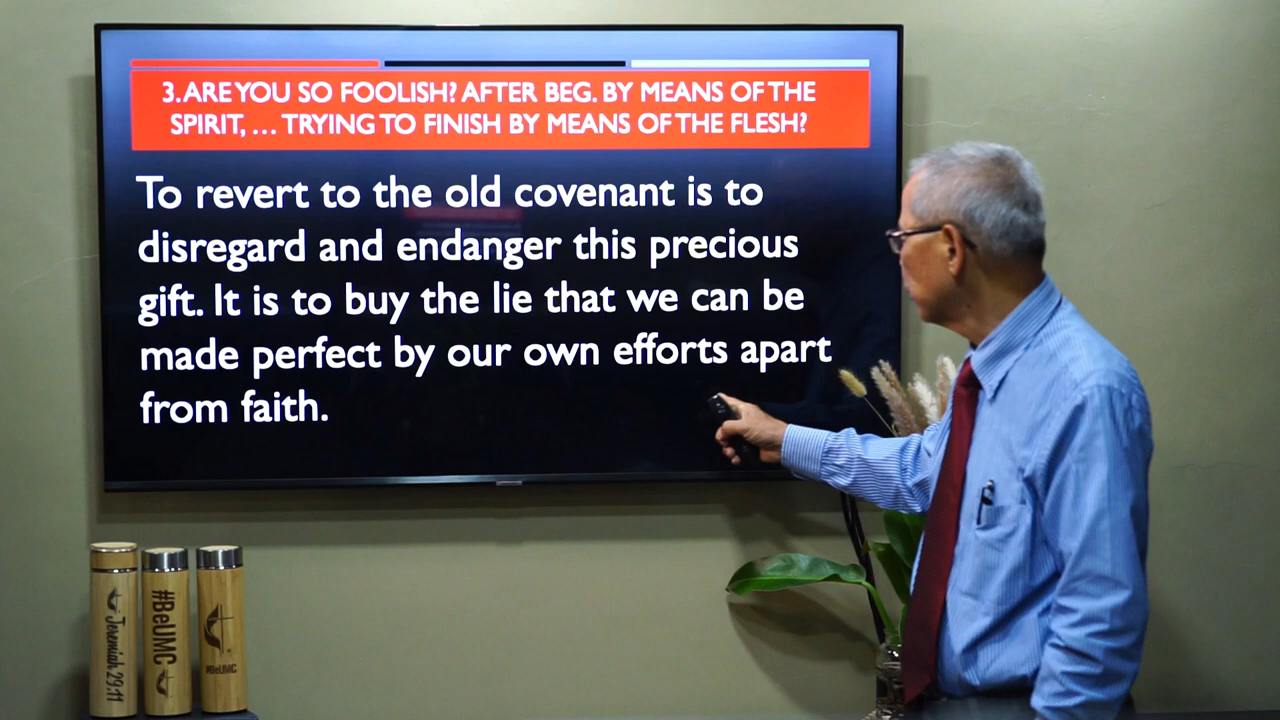 3. ARE YOU SO FOOLISH? AFTER BEG. BY MEANS OF THE
SPIRIT, ... TRYING TO FINISH BY MEANS OF THE FLESH?
To revert to the old covenant is to
disregard and endanger this precious
gift. It is to buy the lie that we can be
made perfect by our own efforts apart
from faith.
Jeremiah 29:11
#BeUMC
#BeUMC